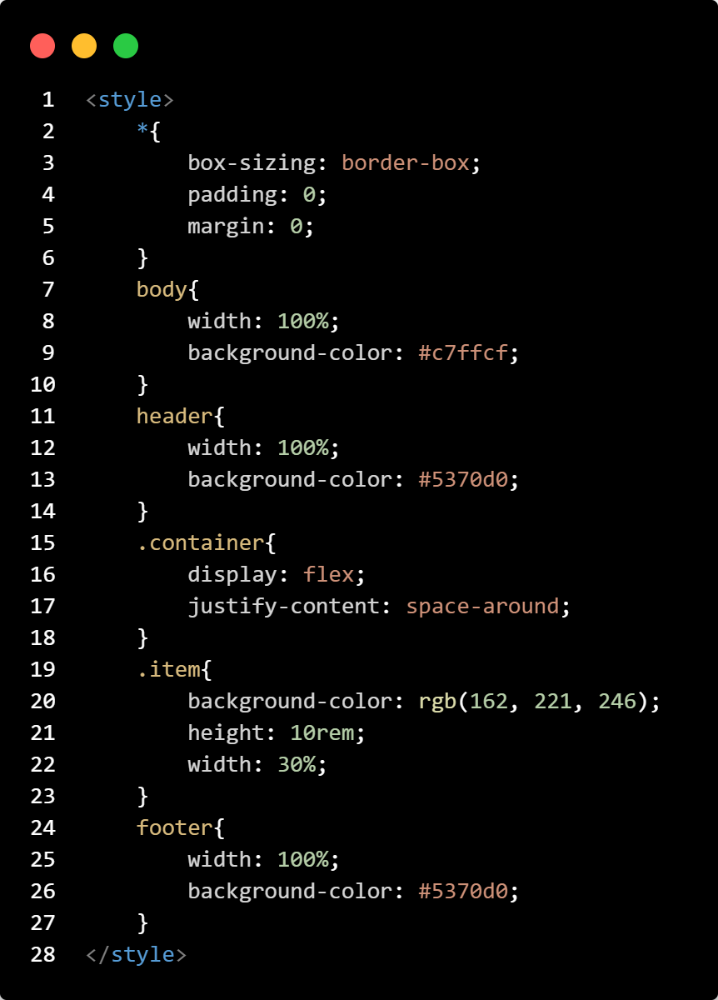 1 <style>
2     *{
3         box-sizing: border-box;
4         padding: 0;
5         margin: 0;
6     }
7     body{
8         width: 100%;
9         background-color: #c7ffcf;
10     }
11     header{
12         width: 100%;
13         background-color: #5370d0;
14     }
15     .container{
16         display: flex;
17         justify-content: space-around;
18     }
19     .item{
20         background-color: rgb(162, 221, 246);
21         height: 10rem;
22         width: 30%;
23     }
24     footer{
25         width: 100%;
26         background-color: #5370d0;
27     }
28 </style>